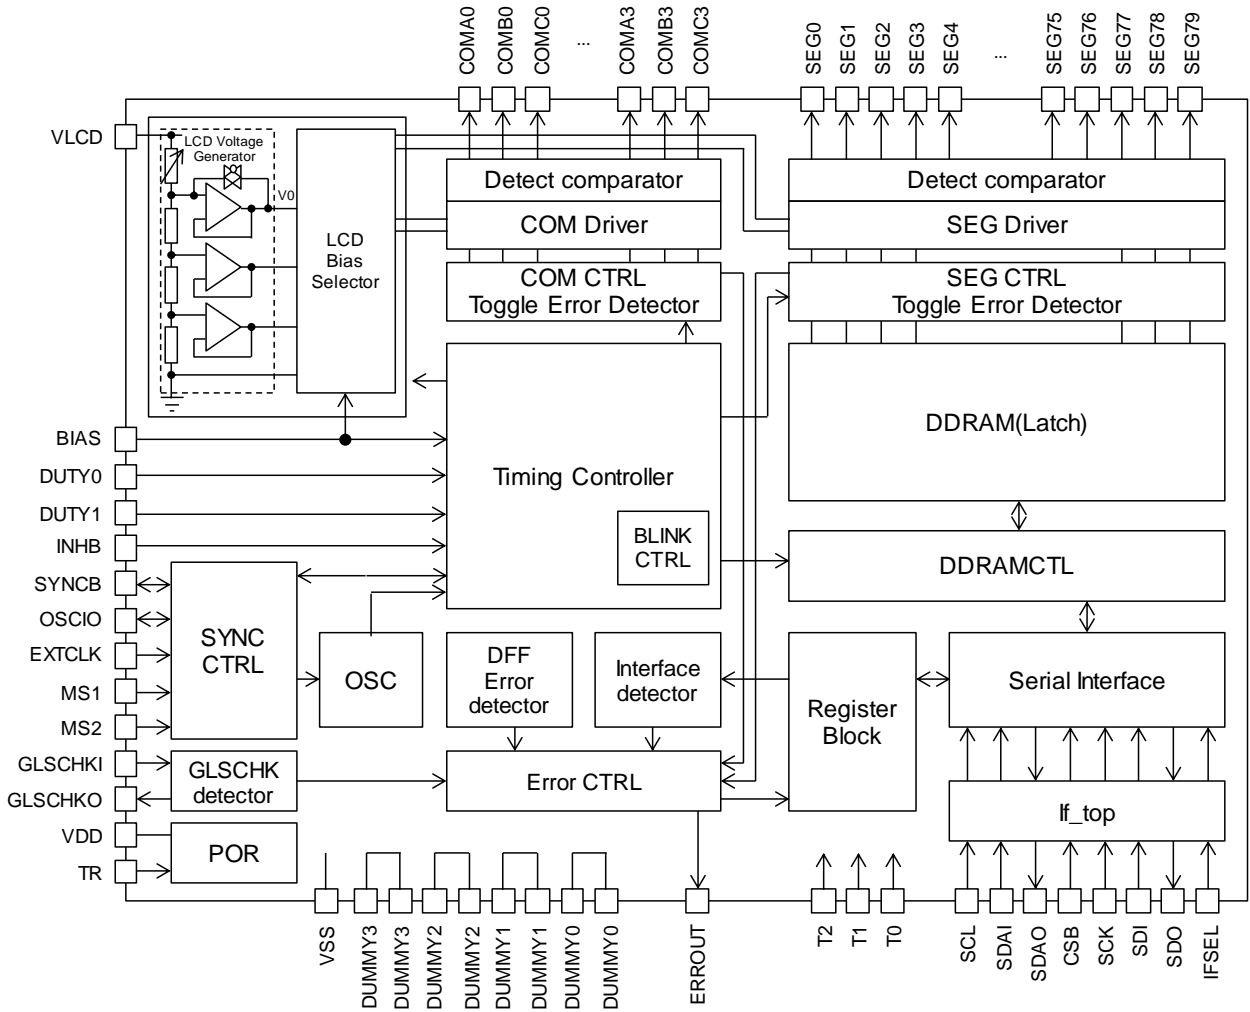 COMA0
COMB0
COMC0
...
COMA3
COMB3
COMC3
SEG0
SEG1
SEG2
SEG3
SEG4
...
SEG75
SEG76
SEG77
SEG78
SEG79
VLCD
LCD Voltage
Generator
V0
LCD
Bias
Selector
Detect comparator
COM Driver
COM CTRL
Toggle Error Detector
Detect comparator
SEG Driver
SEG CTRL
Toggle Error Detector
DDRAM(Latch)
BIAS
DUTY0
DUTY1
INHB
SYNCB
OSCIO
EXTCLK
MS1
MS2
GLSCHKI
GLSCHKO
VDD
TR
Timing Controller
BLINK
CTRL
DDRAMCTL
SYNC
CTRL
OSC
DFF
Error
detector
Interface
detector
Register
Block
Serial Interface
GLSCHK
detector
Error CTRL
If_top
POR
VSS
DUMMY3
DUMMY3
DUMMY2
DUMMY2
DUMMY1
DUMMY1
DUMMY0
DUMMY0
ERROUT
T2
T1
T0
SCL
SDAI
SDAO
CSB
SCK
SDI
SDO
IFSEL